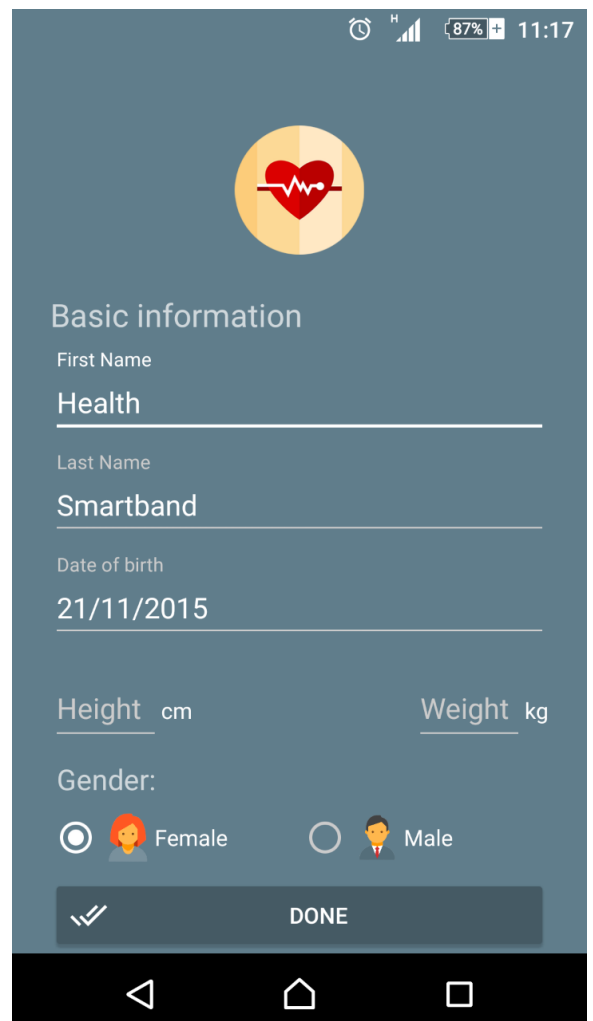 H 87% 11:17
Basic information
First Name
Health
Last Name
Smartband
Date of birth
21/11/2015
Height cm Weight kg
Gender:
Female Male
DONE